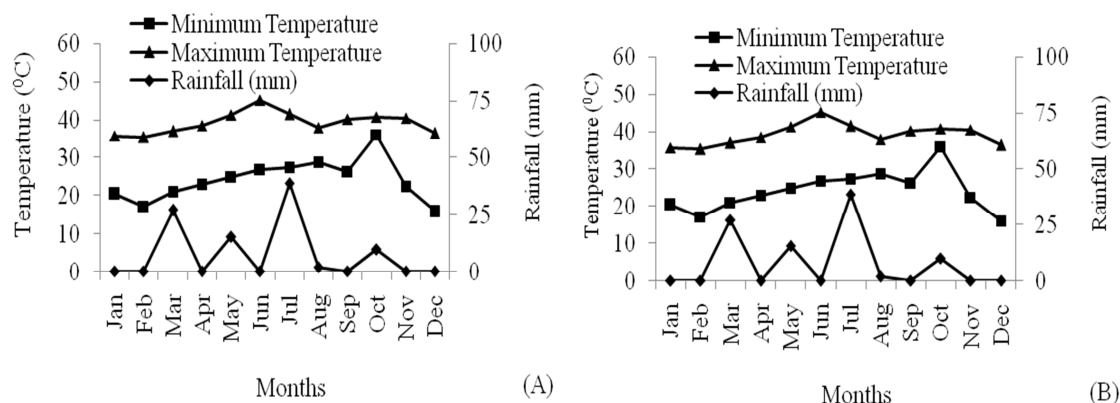 Minimum Temperature
Maximum Temperature
Rainfall (mm)
60
50
40
30
20
10
0
Temperature (⁰C)
100
75
50
25
0
Rainfall (mm)
Jan
Feb
Mar
Apr
May
Jun
Jul
Aug
Sep
Oct
Nov
Dec
Months
(A)
Minimum Temperature
Maximum Temperature
Rainfall (mm)
60
50
40
30
20
10
0
Temperature (⁰C)
100
75
50
25
0
Rainfall (mm)
Jan
Feb
Mar
Apr
May
Jun
Jul
Aug
Sep
Oct
Nov
Dec
Months
(B)